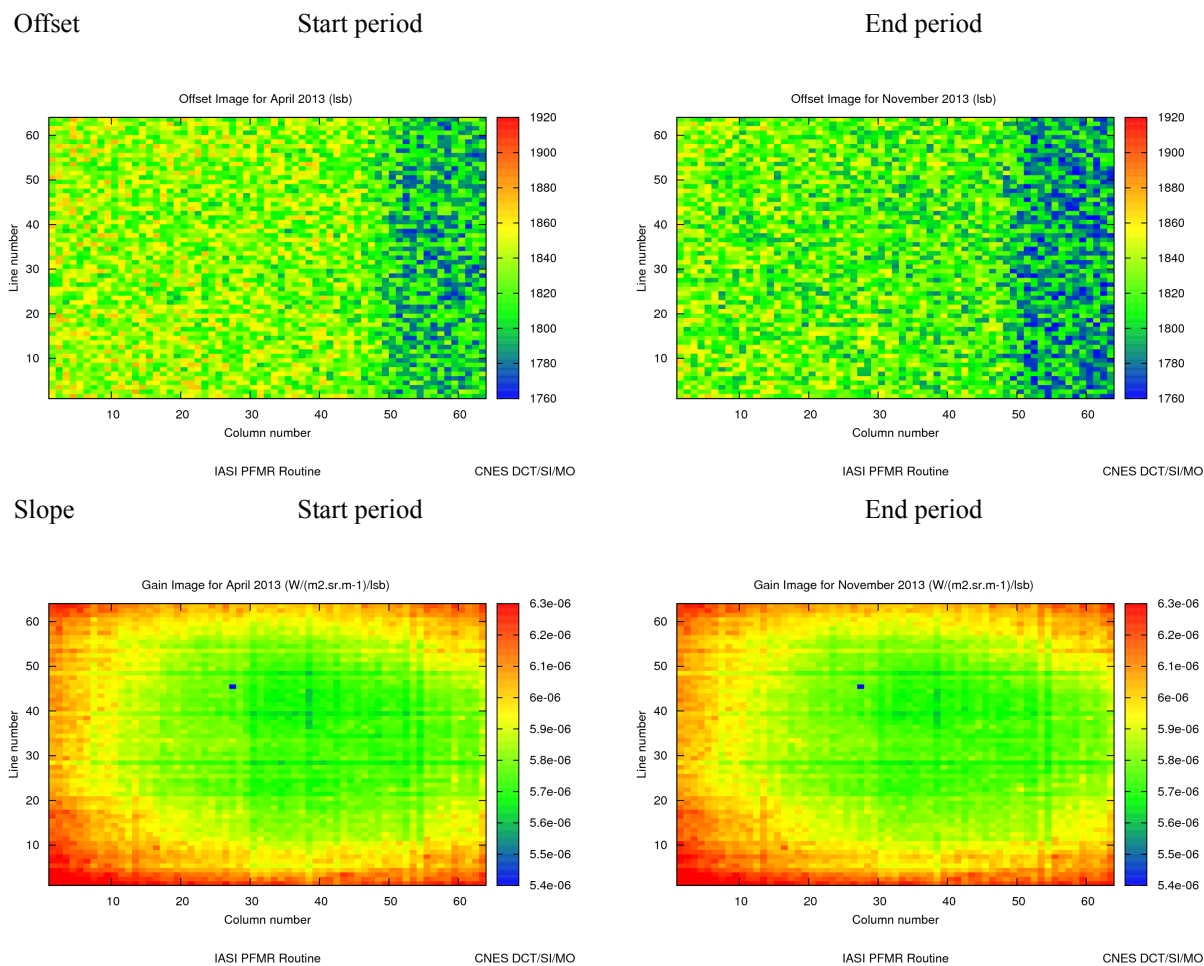 Offset Start period End period
Offset Image for April 2013 (lsb)
60
50
40
30
20
10
Line number
10 20 30 40 50 60
Column number
1920
1900
1880
1860
1840
1820
1800
1780
1760
IASI PFMR Routine CNES DCT/SI/MO
Offset Image for November 2013 (lsb)
60
50
40
30
20
10
Line number
10 20 30 40 50 60
Column number
1920
1900
1880
1860
1840
1820
1800
1780
1760
IASI PFMR Routine CNES DCT/SI/MO
Slope Start period End period
Gain Image for April 2013 (W/(m2.sr.m-1)/lsb)
60
50
40
30
20
10
Line number
10 20 30 40 50 60
Column number
6.3e-06
6.2e-06
6.1e-06
6e-06
5.9e-06
5.8e-06
5.7e-06
5.6e-06
5.5e-06
5.4e-06
IASI PFMR Routine CNES DCT/SI/MO
Gain Image for November 2013 (W/(m2.sr.m-1)/lsb)
60
50
40
30
20
10
Line number
10 20 30 40 50 60
Column number
6.3e-06
6.2e-06
6.1e-06
6e-06
5.9e-06
5.8e-06
5.7e-06
5.6e-06
5.5e-06
5.4e-06
IASI PFMR Routine CNES DCT/SI/MO